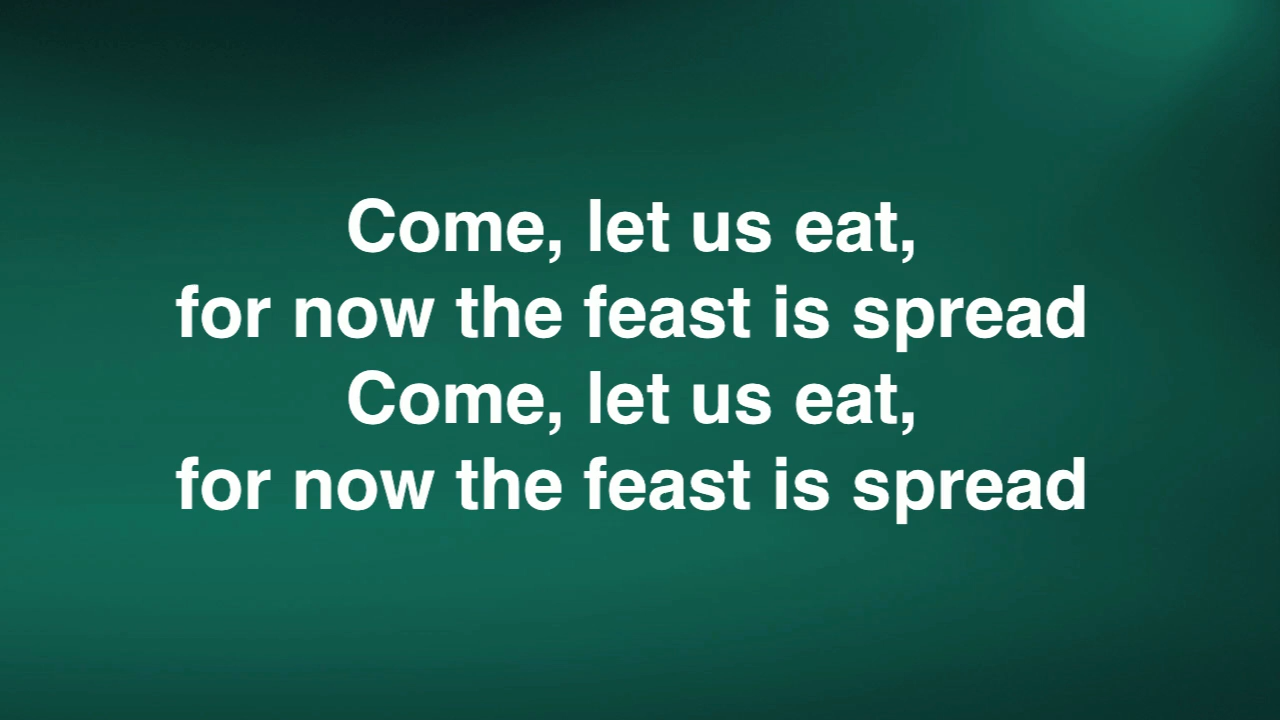 Come, let us eat,
for now the feast is spread
Come, let us eat,
for now the feast is spread